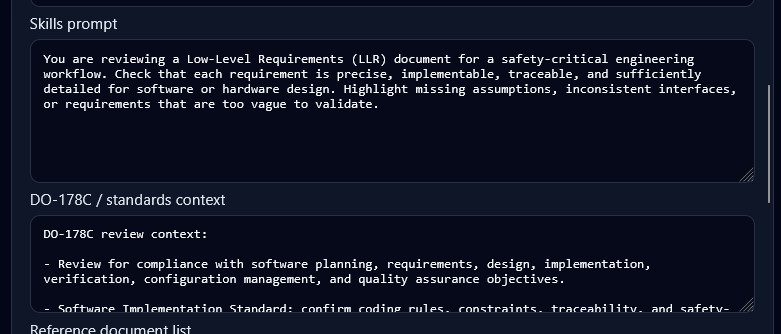 Skills prompt
You are reviewing a Low-Level Requirements (LLR) document for a safety-critical engineering
workflow. Check that each requirement is precise, implementable, traceable, and sufficiently
detailed for software or hardware design. Highlight missing assumptions, inconsistent interfaces,
or requirements that are too vague to validate.
DO-178C / standards context
DO-178C review context:
- Review for compliance with software planning, requirements, design, implementation,
verification, configuration management, and quality assurance objectives.
- Software Implementation Standard: confirm coding rules, constraints, traceability, and safety-
Reference document list